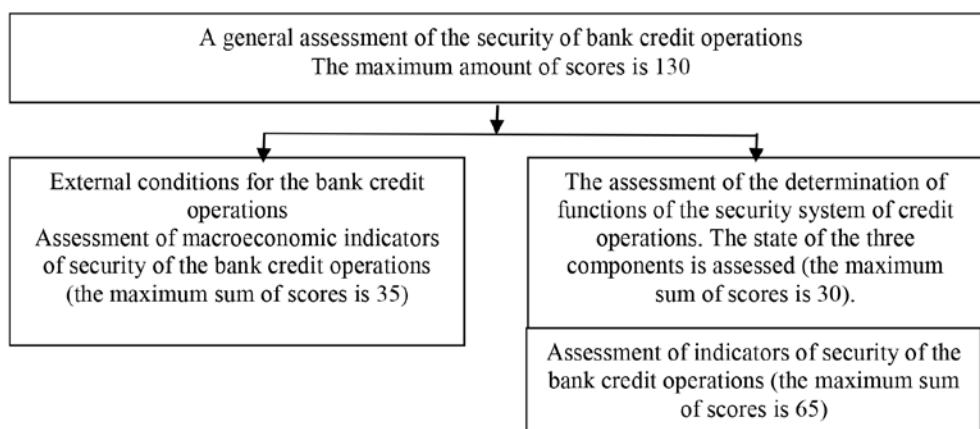 A general assessment of the security of bank credit operations
The maximum amount of scores is 130
External conditions for the bank credit
operations
Assessment of macroeconomic indicators
of security of the bank credit operations
(the maximum sum of scores is 35)
The assessment of the determination of
functions of the security system of credit
operations. The state of the three
components is assessed (the maximum
sum of scores is 30).
Assessment of indicators of security of the
bank credit operations (the maximum sum
of scores is 65)